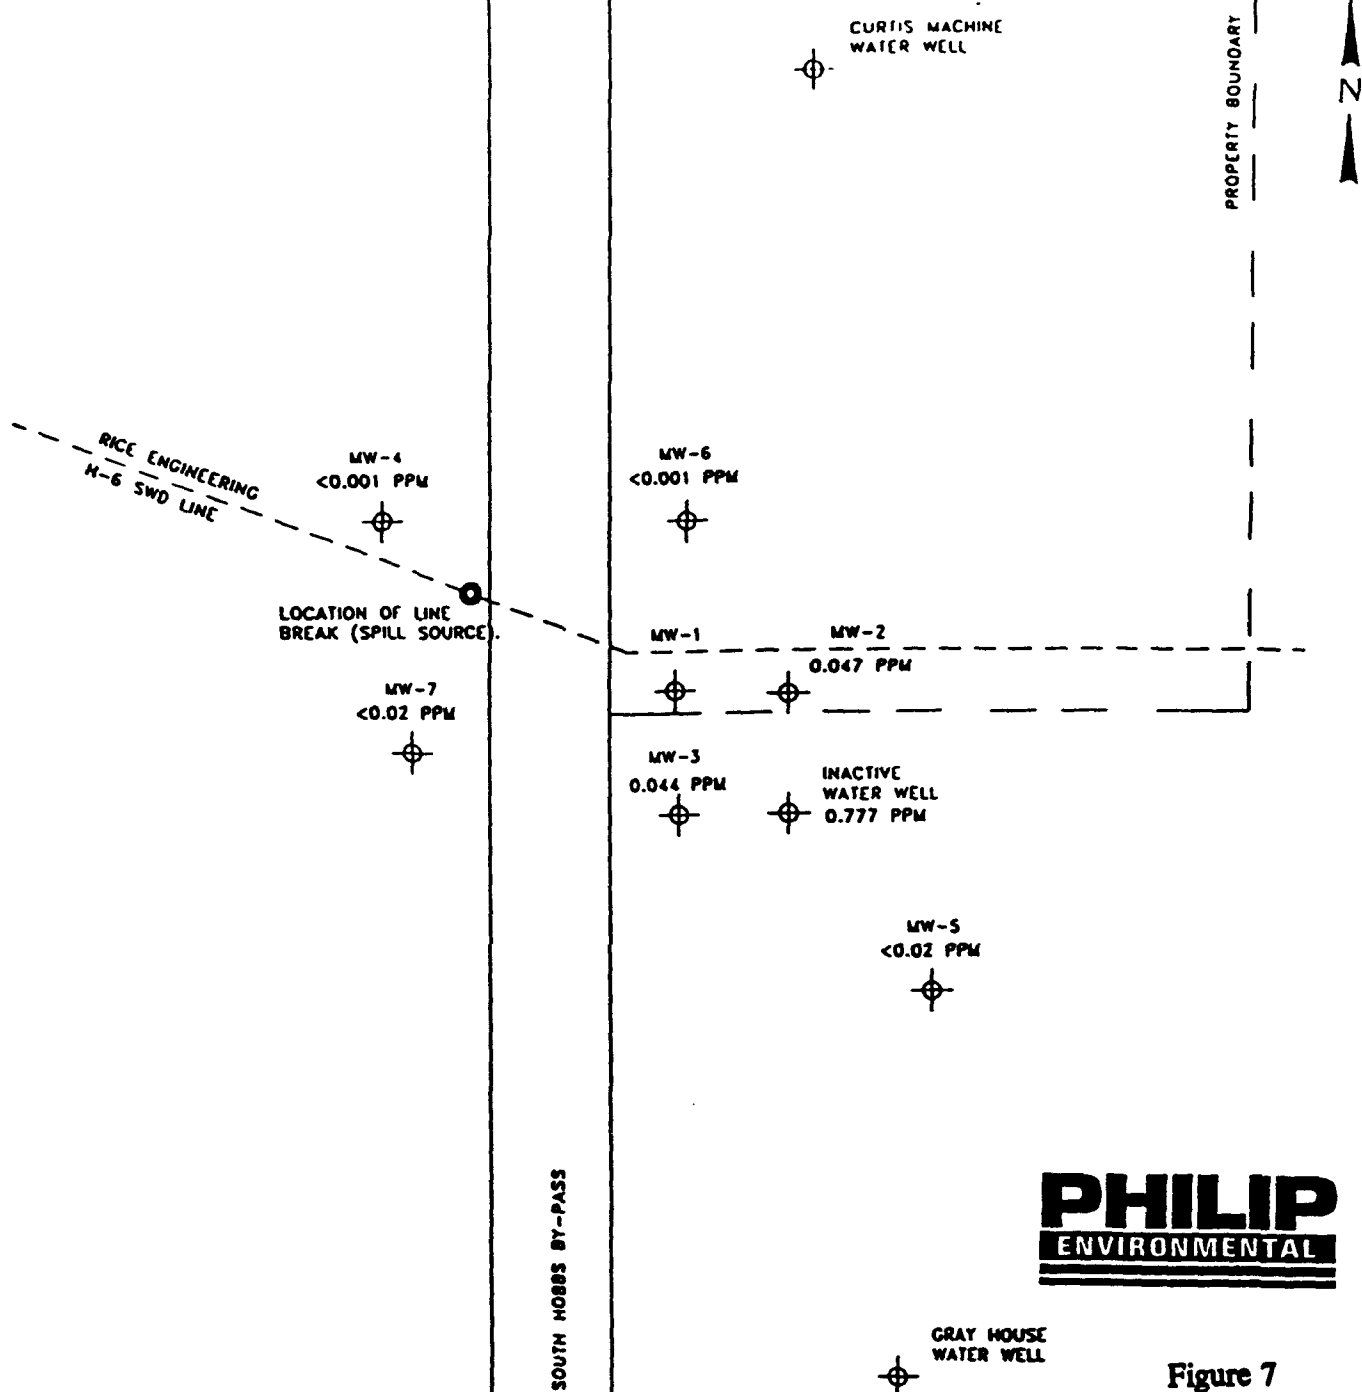 CURTIS MACHINE
WATER WELL
PROPERTY BOUNDARY
N
RICE ENGINEERING
H-6 SWD LINE
MW-4
<0.001 PPM
MW-6
<0.001 PPM
LOCATION OF LINE
BREAK (SPILL SOURCE).
MW-1
MW-2
0.047 PPM
MW-7
<0.02 PPM
MW-3
0.044 PPM
INACTIVE
WATER WELL
0.777 PPM
MW-5
<0.02 PPM
SOUTH HOBBS BY-PASS
PHILIP
ENVIRONMENTAL
GRAY HOUSE
WATER WELL
Figure 7